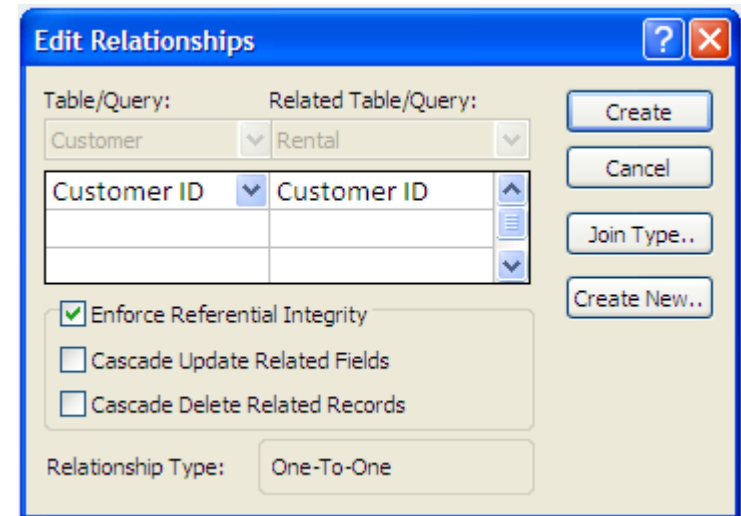 Edit Relationships
Table/Query: Related Table/Query: Create
Customer Rental
Cancel
Customer ID Customer ID
Join Type..
Create New..
Enforce Referential Integrity
Cascade Update Related Fields
Cascade Delete Related Records
Relationship Type: One-To-One